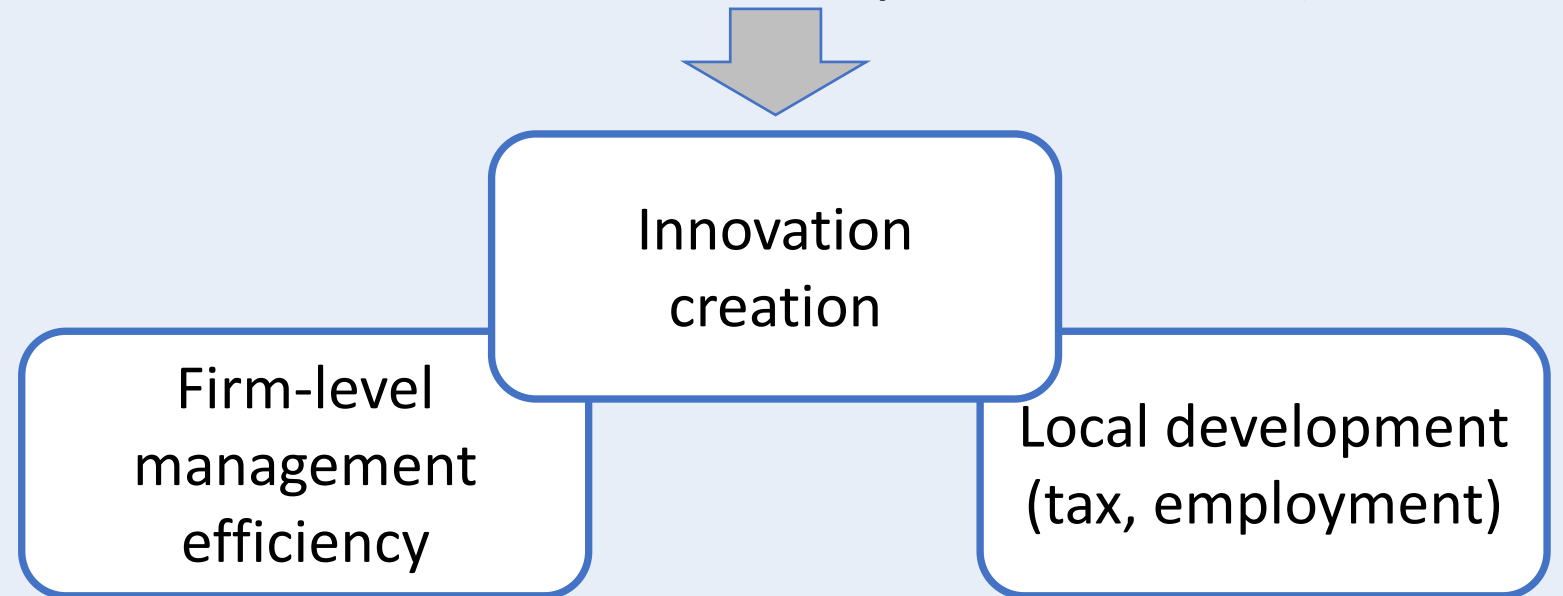 Innovation
creation
Firm-level
management
efficiency
Local development
(tax, employment)